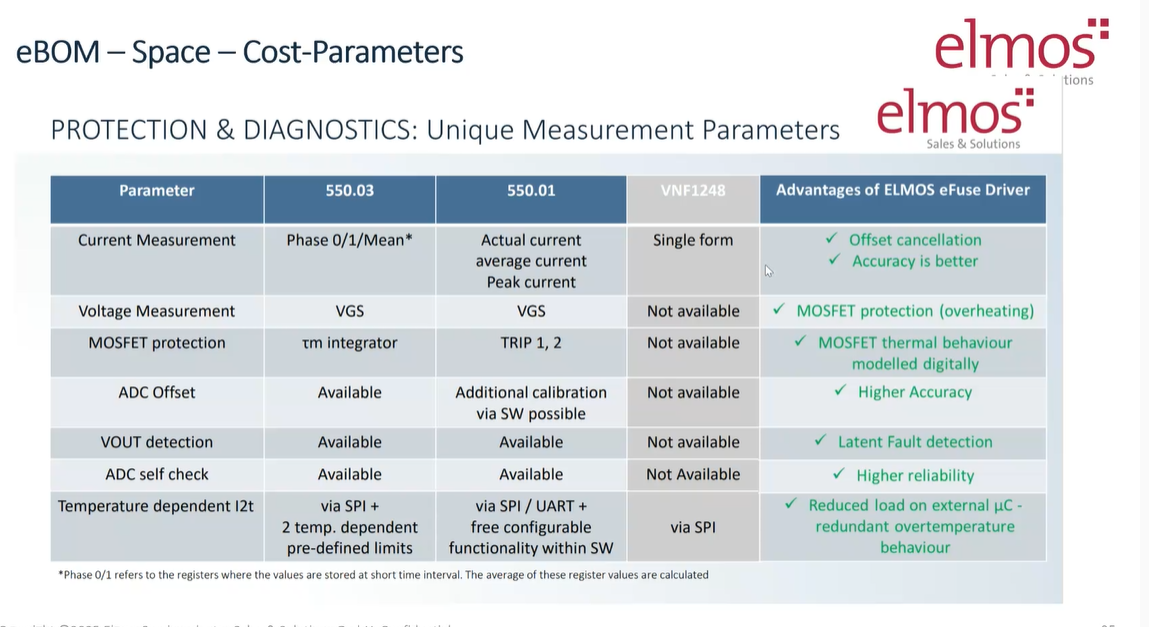 eBOM – Space – Cost-Parameters
elmos
tions
elmos
Sales & Solutions
PROTECTION & DIAGNOSTICS: Unique Measurement Parameters
Parameter 550.03 550.01 VNF1248 Advantages of ELMOS eFuse Driver
Current Measurement Phase 0/1/Mean* Actual current Single form ✓ Offset cancellation
average current ✓ Accuracy is better
Peak current
Voltage Measurement VGS VGS Not available ✓ MOSFET protection (overheating)
MOSFET protection τm integrator TRIP 1, 2 Not available ✓ MOSFET thermal behaviour
modelled digitally
ADC Offset Available Additional calibration Not available ✓ Higher Accuracy
via SW possible
VOUT detection Available Available Not available ✓ Latent Fault detection
ADC self check Available Available Not Available ✓ Higher reliability
Temperature dependent I2t via SPI + via SPI / UART + ✓ Reduced load on external µC -
2 temp. dependent free configurable via SPI redundant overtemperature
pre-defined limits functionality within SW behaviour
*Phase 0/1 refers to the registers where the values are stored at short time interval. The average of these register values are calculated